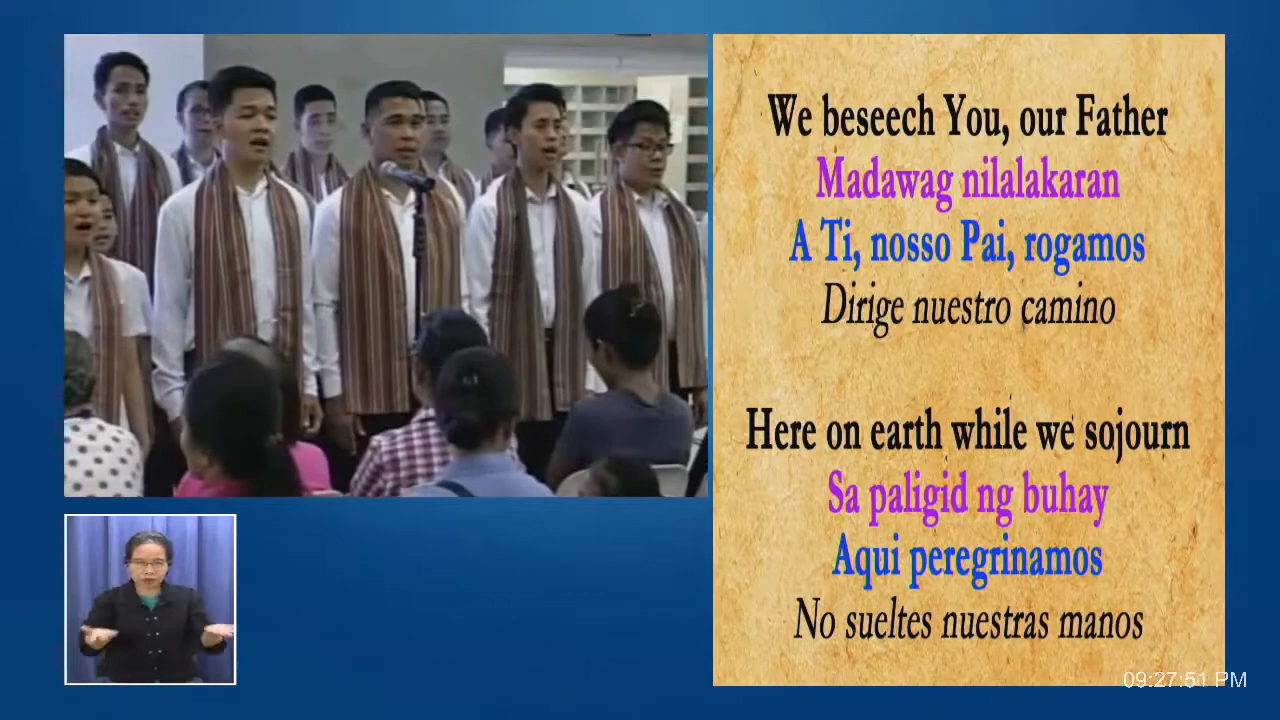 We beseech You, our Father
Madawag nilalakaran
A Ti, nosso Pai, rogamos
Dirige nuestro camino
Here on earth while we sojourn
Sa paligid ng buhay
Aqui peregrinamos
No sueltes nuestras manos
09:27:51 PM